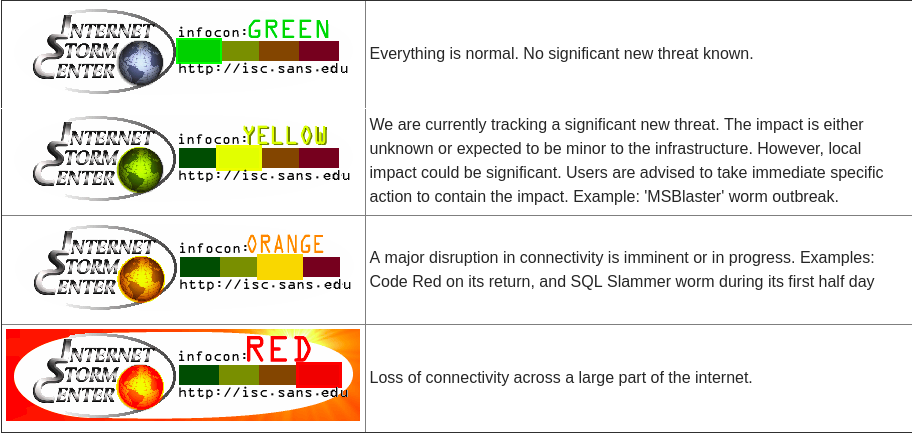 INTERNET
STORM
CENTER
infocon: GREEN
http://isc.sans.edu
Everything is normal. No significant new threat known.
INTERNET
STORM
CENTER
infocon: YELLOW
http://isc.sans.edu
We are currently tracking a significant new threat. The impact is either
unknown or expected to be minor to the infrastructure. However, local
impact could be significant. Users are advised to take immediate specific
action to contain the impact. Example: 'MSBlaster' worm outbreak.
INTERNET
STORM
CENTER
infocon: ORANGE
http://isc.sans.edu
A major disruption in connectivity is imminent or in progress. Examples:
Code Red on its return, and SQL Slammer worm during its first half day
INTERNET
STORM
CENTER
infocon: RED
http://isc.sans.edu
Loss of connectivity across a large part of the internet.